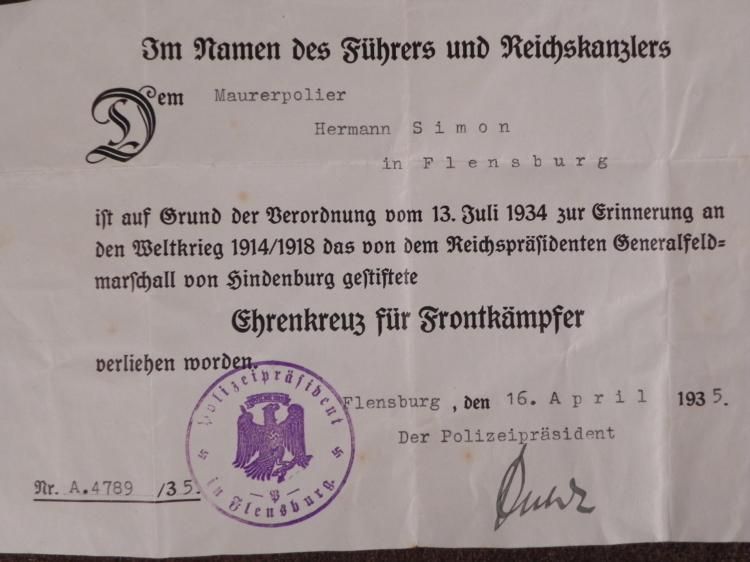 Im Namen des Führers und Reichskanzlers
Dem Maurerpolier
Hermann Simon
in Flensburg
ist auf Grund der Verordnung vom 13. Juli 1934 zur Erinnerung an
den Weltkrieg 1914/1918 das von dem Reichspräsidenten Generalfeld=
marschall von Hindenburg gestiftete
Ehrenkreuz für Frontkämpfer
verliehen worden.
Flensburg, den 16. April 1935.
Der Polizeipräsident
Polizeipräsident
in Flensburg.
Nr. A.4789 /35.